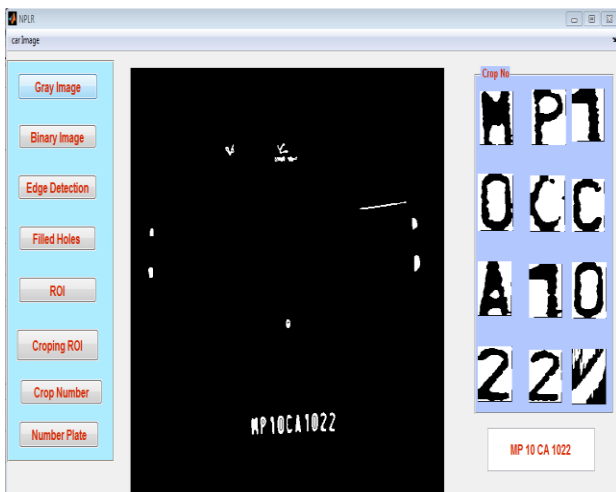 NPLR
car Image
Gray Image
Binary Image
Edge Detection
Filled Holes
ROI
Croping ROI
Crop Number
Number Plate
MP10CA1022
Crop No
M P 1
0 C C
A 1 0
2 2
MP 10 CA 1022